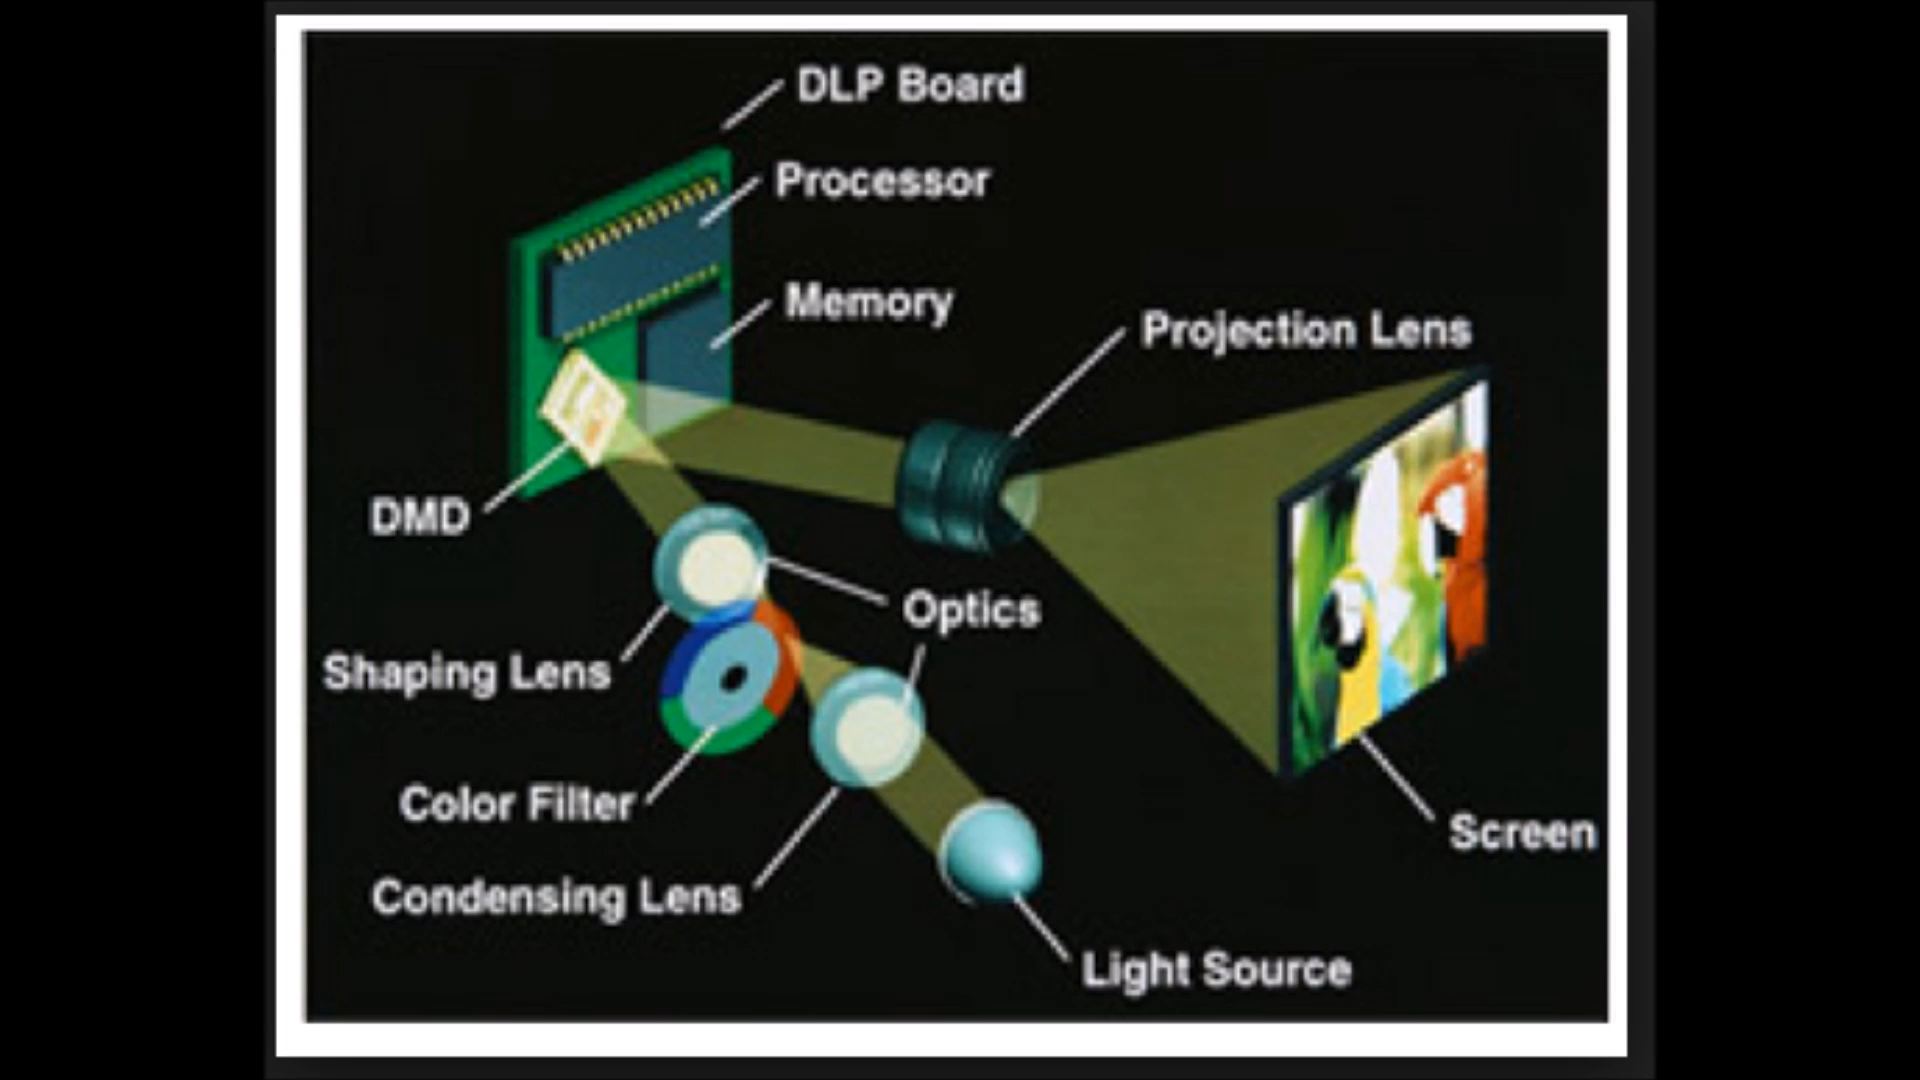 DLP Board
Processor
Memory
Projection Lens
DMD
Optics
Shaping Lens
Color Filter
Screen
Condensing Lens
Light Source